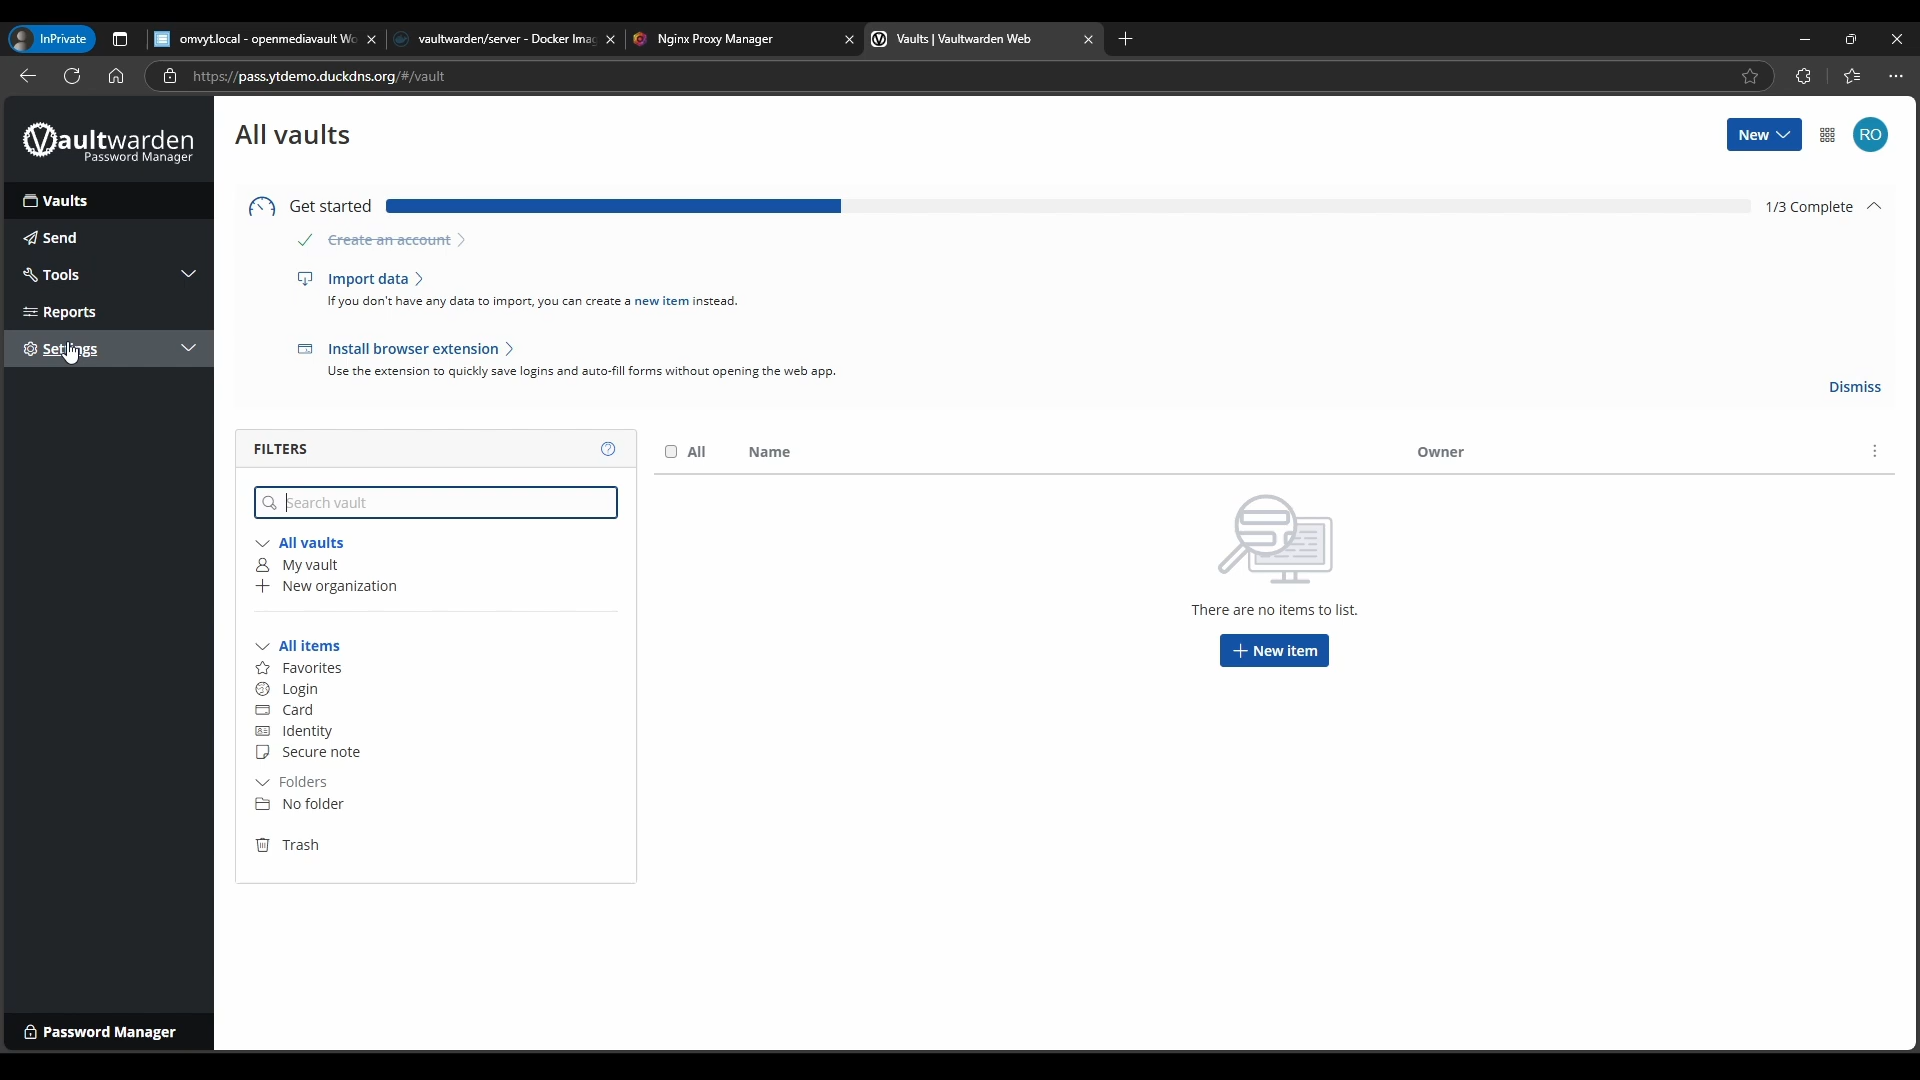 InPrivate
omvyt.local - openmediavault Wo
vaultwarden/server - Docker Imag
Nginx Proxy Manager
Vaults | Vaultwarden Web
https://pass.ytdemo.duckdns.org/#/vault
Vaultwarden
Password Manager
Vaults
Send
Tools
Reports
Settings
Password Manager
All vaults
New
RO
Get started
1/3 Complete
Create an account
Import data
If you don't have any data to import, you can create a new item instead.
Install browser extension
Use the extension to quickly save logins and auto-fill forms without opening the web app.
Dismiss
FILTERS
Search vault
All vaults
My vault
New organization
All items
Favorites
Login
Card
Identity
Secure note
Folders
No folder
Trash
All Name Owner
There are no items to list.
New item